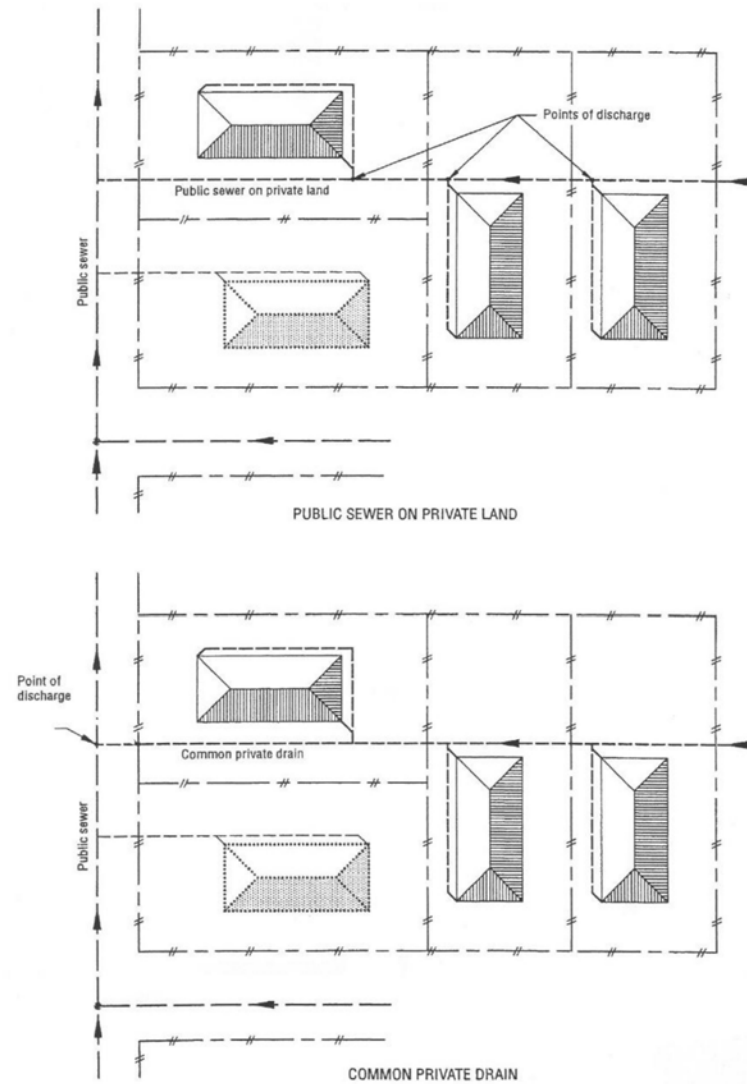 Points of discharge
Public sewer on private land
Public sewer
PUBLIC SEWER ON PRIVATE LAND
Point of
discharge
Common private drain
Public sewer
COMMON PRIVATE DRAIN